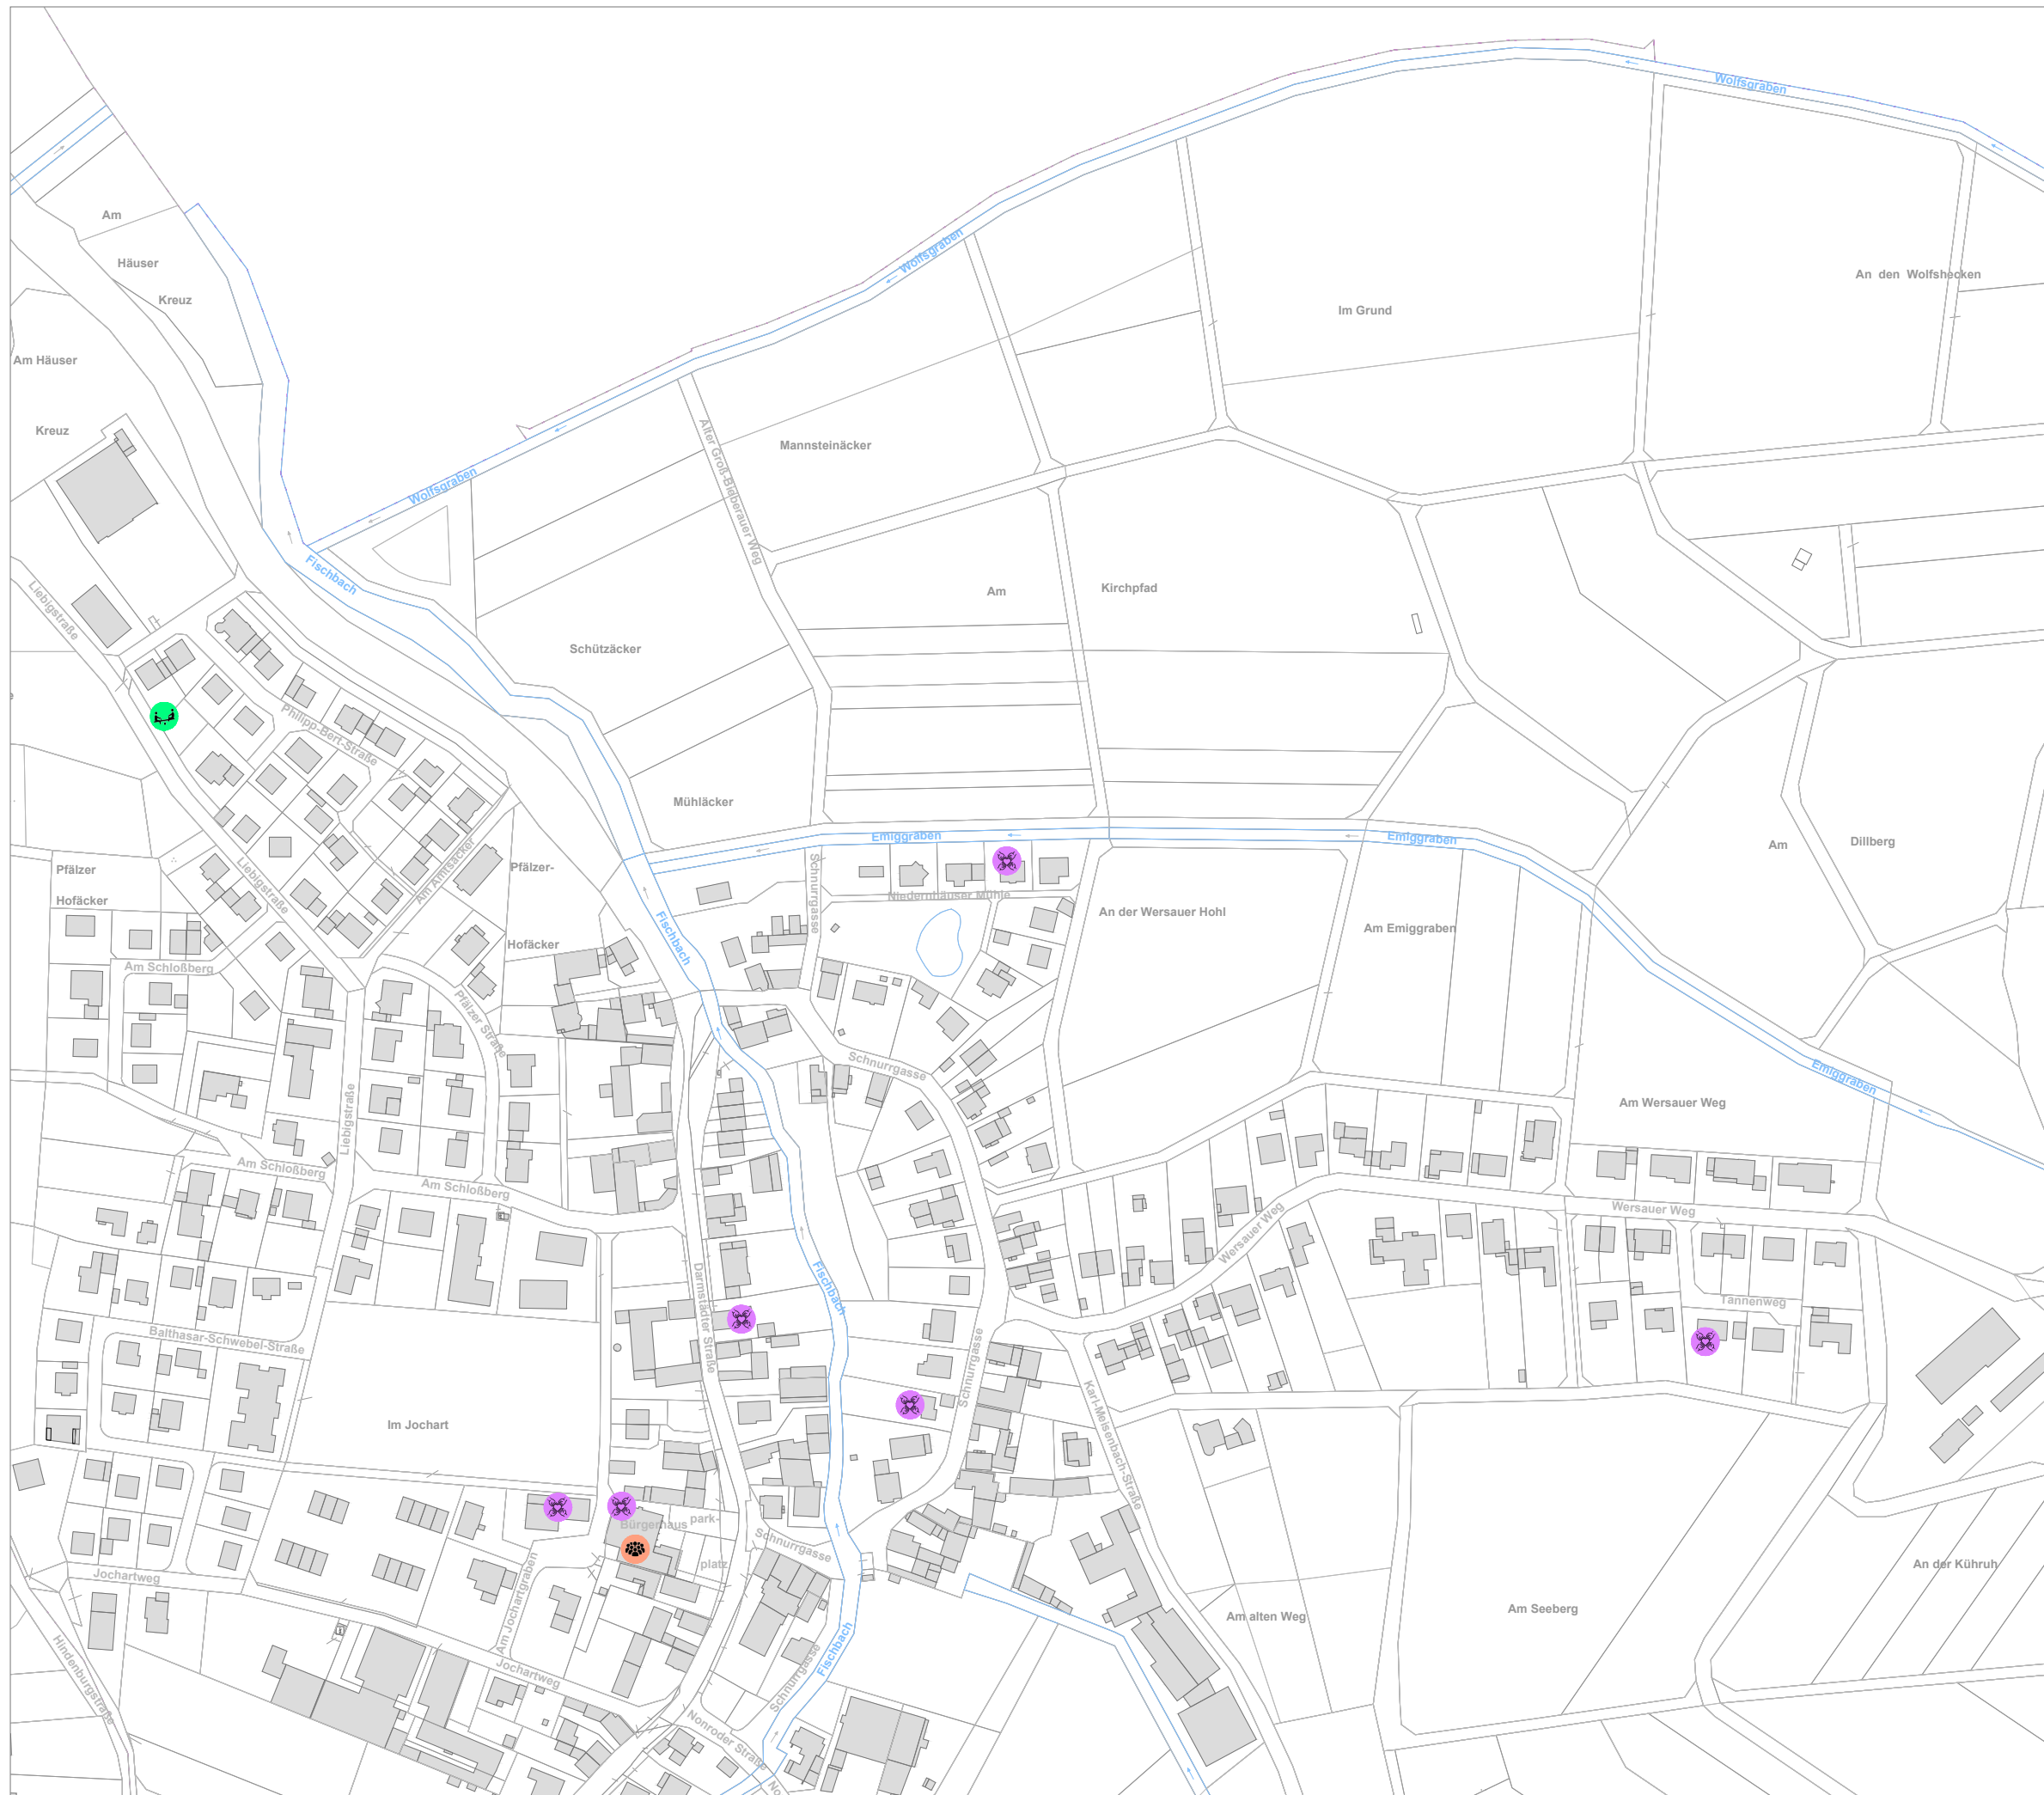 Wolfsgraben
Am
Häuser
Kreuz
Wolfsgraben
An den Wolfshecken
Im Grund
Am Häuser
Kreuz
Alter Groß-Bieberauer Weg
Mannsteinäcker
Wolfsgraben
Fischbach
Liebigstraße
Am
Kirchpfad
Schützäcker
Philipp-Bert-Straße
Mühläcker
Emiggraben
Emiggraben
Am
Dillberg
Pfälzer
Hofäcker
Liebigstraße
Am Amtsäcker
Pfälzer-
Hofäcker
Schnurrgasse
Niedernhäuser Mühle
An der Wersauer Hohl
Am Emiggraben
Fischbach
Am Schloßberg
Pfälzer Straße
Schnurrgasse
Emiggraben
Am Wersauer Weg
Liebigstraße
Am Schloßberg
Am Schloßberg
Wersauer Weg
Wersauer Weg
Fischbach
Darmstädter Straße
Tannenweg
Balthasar-Schwebel-Straße
Schnurrgasse
Karl-Meisenbach-Straße
Im Jochart
Bürgerhaus
park-
platz
Schnurrgasse
Jochartweg
Am Jochartgraben
An der Kühruh
Am alten Weg
Am Seeberg
Hindenburgstraße
Jochartweg
Schnurrgasse
Fischbach
Nonroder Straße
No